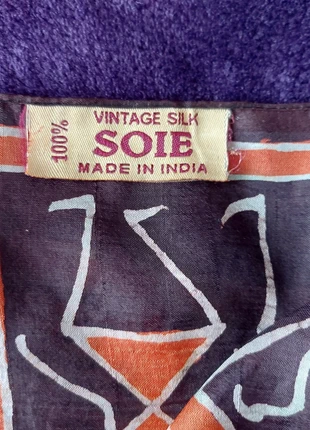 100%
VINTAGE SILK
SOIE
MADE IN INDIA